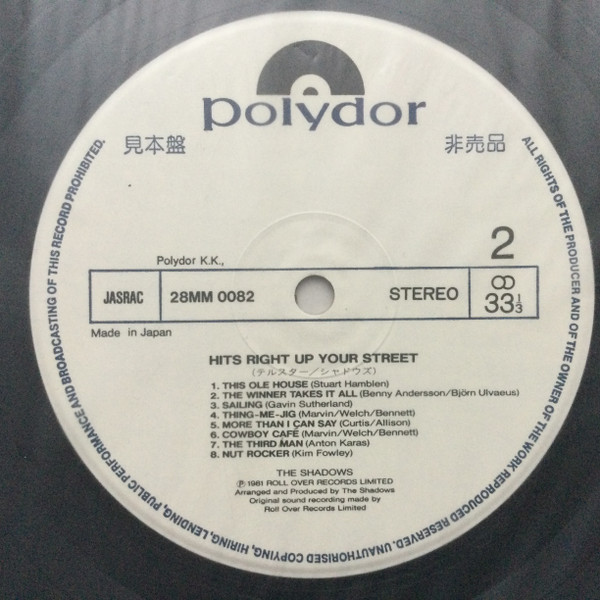 polydor
見本盤
非売品
Polydor K.K.,
2
JASRAC
28MM 0082
STEREO
33 1/3
Made in Japan
HITS RIGHT UP YOUR STREET
(テルスター/シャドウズ)
1. THIS OLE HOUSE (Stuart Hamblen)
2. THE WINNER TAKES IT ALL (Benny Andersson/Björn Ulvaeus)
3. SAILING (Gavin Sutherland)
4. THING-ME-JIG (Marvin/Welch/Bennett)
5. MORE THAN I CAN SAY (Curtis/Allison)
6. COWBOY CAFÉ (Marvin/Welch/Bennett)
7. THE THIRD MAN (Anton Karas)
8. NUT ROCKER (Kim Fowley)
THE SHADOWS
Ⓟ 1981 ROLL OVER RECORDS LIMITED
Arranged and Produced by The Shadows
Original sound recording made by
Roll Over Records Limited
ALL RIGHTS OF THE PRODUCER AND OF THE OWNER OF THE WORK REPRODUCED RESERVED. UNAUTHORISED COPYING, HIRING, LENDING, PUBLIC PERFORMANCE AND BROADCASTING OF THIS RECORD PROHIBITED.